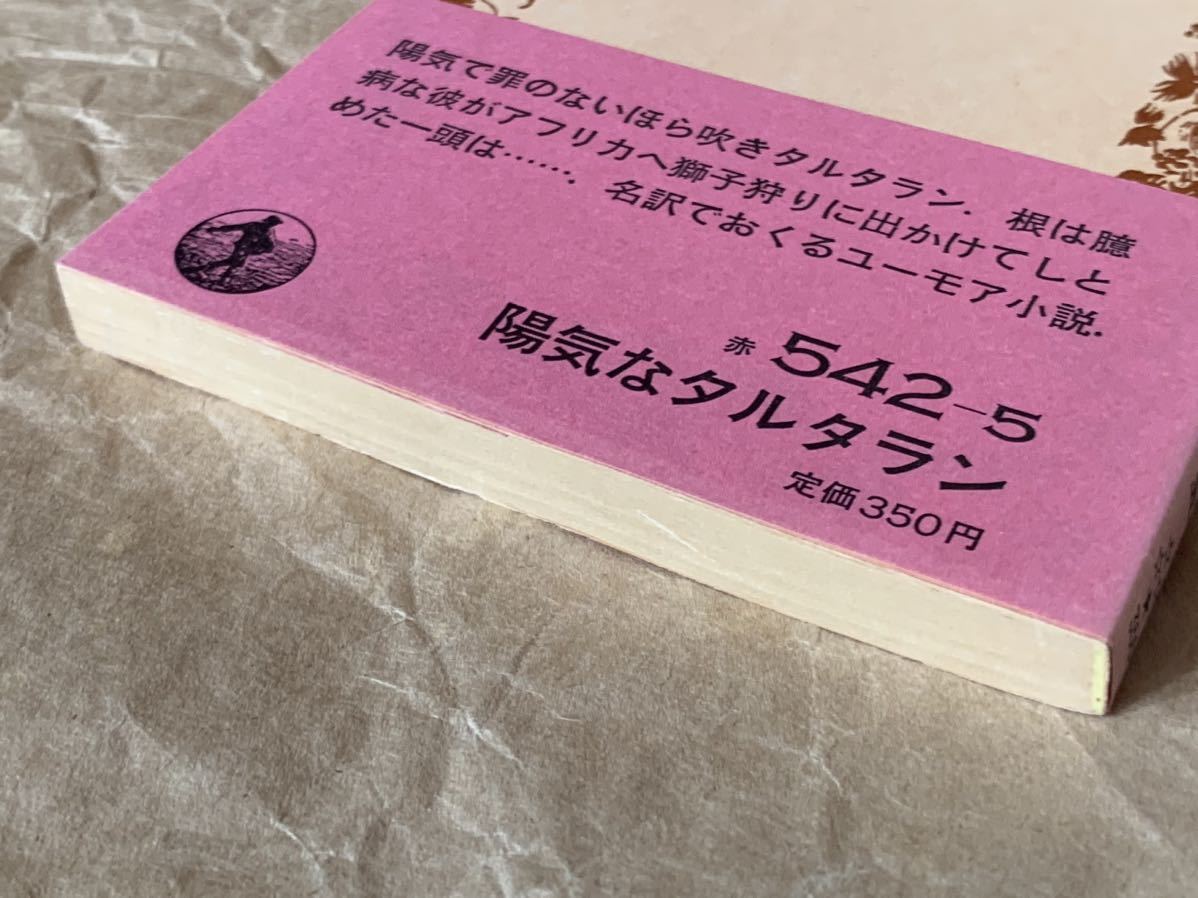 陽気で罪のないほら吹きタルタラン．根は臆
病な彼がアフリカへ獅子狩りに出かけてしと
めた一頭は……．名訳でおくるユーモア小説．
赤 542-5
陽気なタルタラン
定価350円